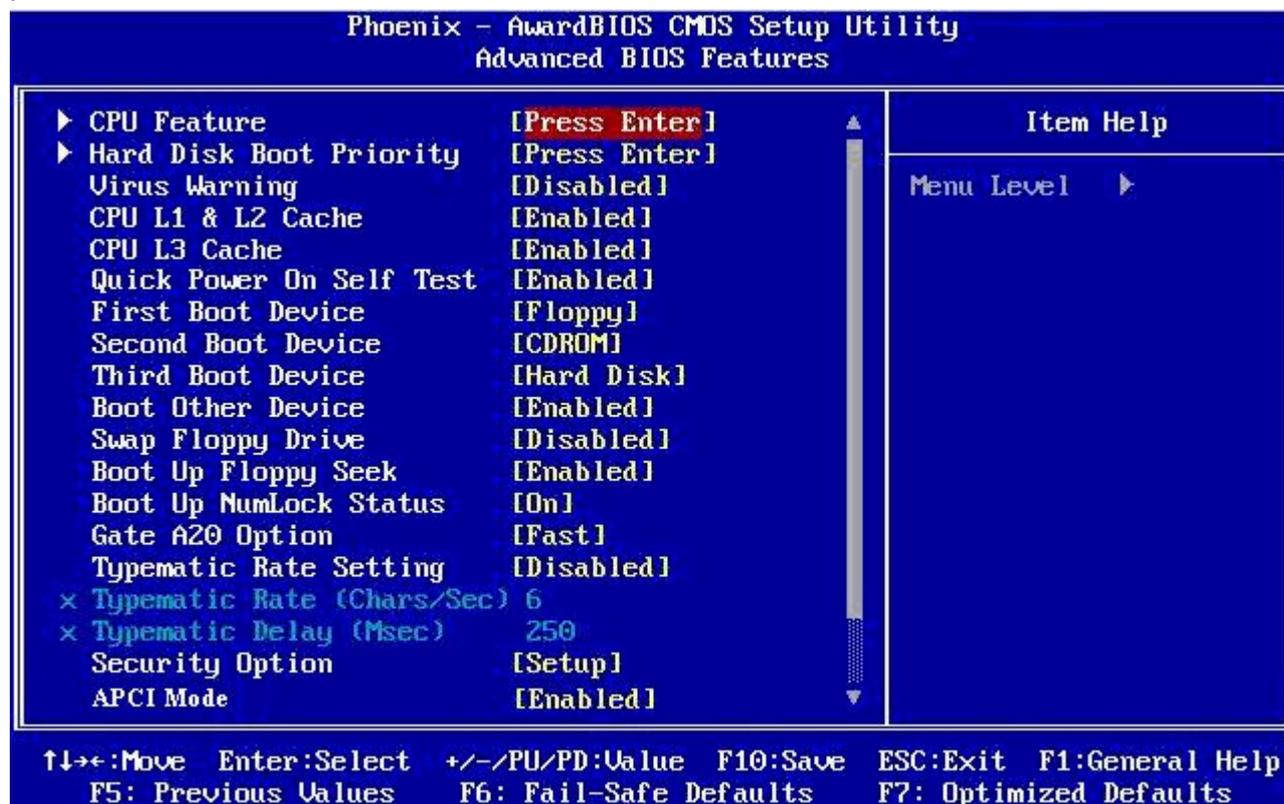 Phoenix - AwardBIOS CMOS Setup Utility
Advanced BIOS Features
▶ CPU Feature [Press Enter]
▶ Hard Disk Boot Priority [Press Enter]
Virus Warning [Disabled]
CPU L1 & L2 Cache [Enabled]
CPU L3 Cache [Enabled]
Quick Power On Self Test [Enabled]
First Boot Device [Floppy]
Second Boot Device [CDROM]
Third Boot Device [Hard Disk]
Boot Other Device [Enabled]
Swap Floppy Drive [Disabled]
Boot Up Floppy Seek [Enabled]
Boot Up NumLock Status [On]
Gate A20 Option [Fast]
Typematic Rate Setting [Disabled]
x Typematic Rate (Chars/Sec) 6
x Typematic Delay (Msec) 250
Security Option [Setup]
APCI Mode [Enabled]
Item Help
Menu Level ▶
↑↓→←:Move Enter:Select +/-/PU/PD:Value F10:Save ESC:Exit F1:General Help
F5: Previous Values F6: Fail-Safe Defaults F7: Optimized Defaults